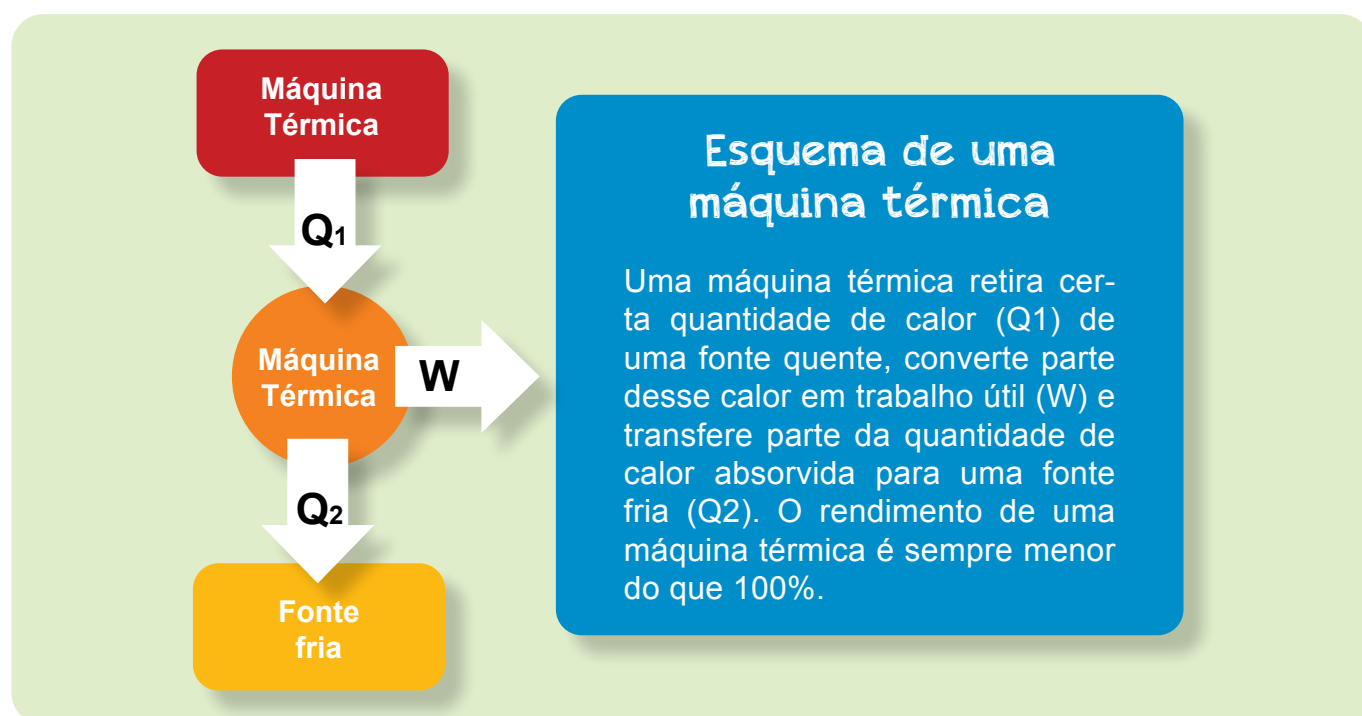 Máquina
Térmica
Q1
Máquina
Térmica
W
Q2
Fonte
fria
Esquema de uma
máquina térmica
Uma máquina térmica retira cer-
ta quantidade de calor (Q1) de
uma fonte quente, converte parte
desse calor em trabalho útil (W) e
transfere parte da quantidade de
calor absorvida para uma fonte
fria (Q2). O rendimento de uma
máquina térmica é sempre menor
do que 100%.